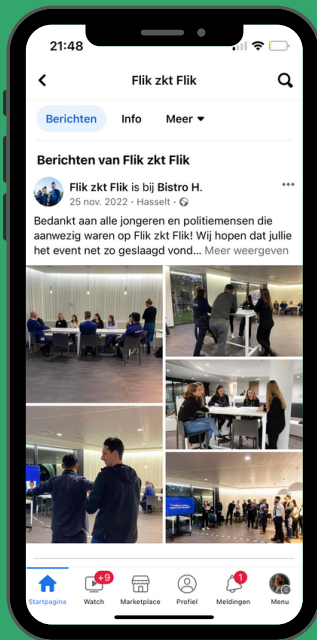 21:48
Flik zkt Flik
Berichten
Info
Meer
Berichten van Flik zkt Flik
Flik zkt Flik is bij Bistro H.
25 nov. 2022 · Hasselt ·
Bedankt aan alle jongeren en politiemensen die
aanwezig waren op Flik zkt Flik! Wij hopen dat jullie
het event net zo geslaagd vond... Meer weergeven
+9
1
Startpagina
Watch
Marketplace
Profiel
Meldingen
Menu